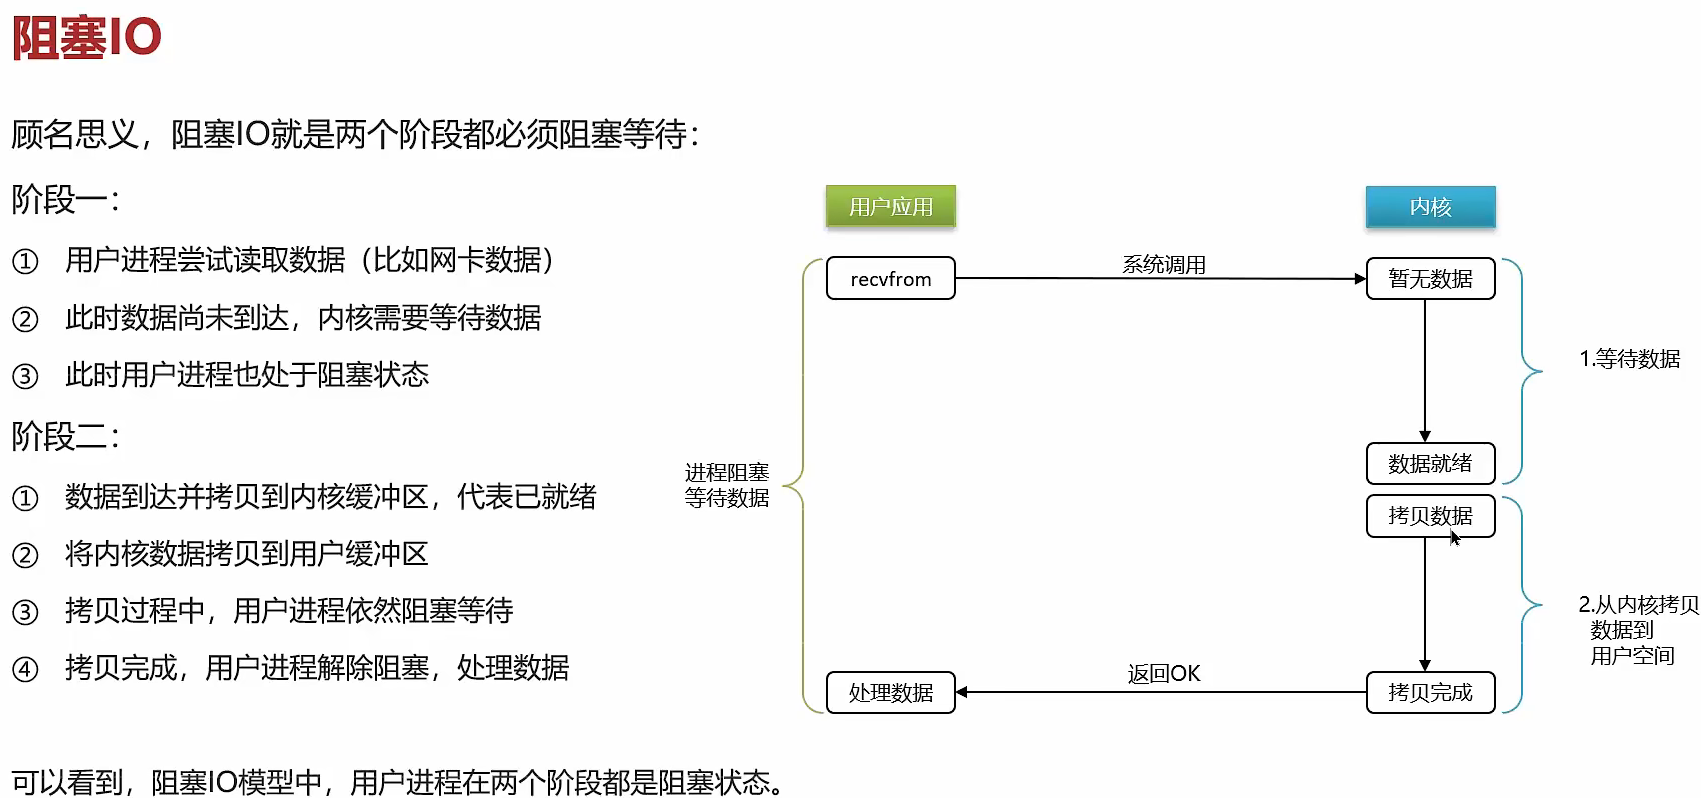 阻塞IO
顾名思义，阻塞IO就是两个阶段都必须阻塞等待：
阶段一：
① 用户进程尝试读取数据（比如网卡数据）
② 此时数据尚未到达，内核需要等待数据
③ 此时用户进程也处于阻塞状态
阶段二：
① 数据到达并拷贝到内核缓冲区，代表已就绪
② 将内核数据拷贝到用户缓冲区
③ 拷贝过程中，用户进程依然阻塞等待
④ 拷贝完成，用户进程解除阻塞，处理数据
可以看到，阻塞IO模型中，用户进程在两个阶段都是阻塞状态。
用户应用
内核
recvfrom
系统调用
暂无数据
1.等待数据
数据就绪
进程阻塞
等待数据
拷贝数据
2.从内核拷贝
数据到
用户空间
处理数据
返回OK
拷贝完成